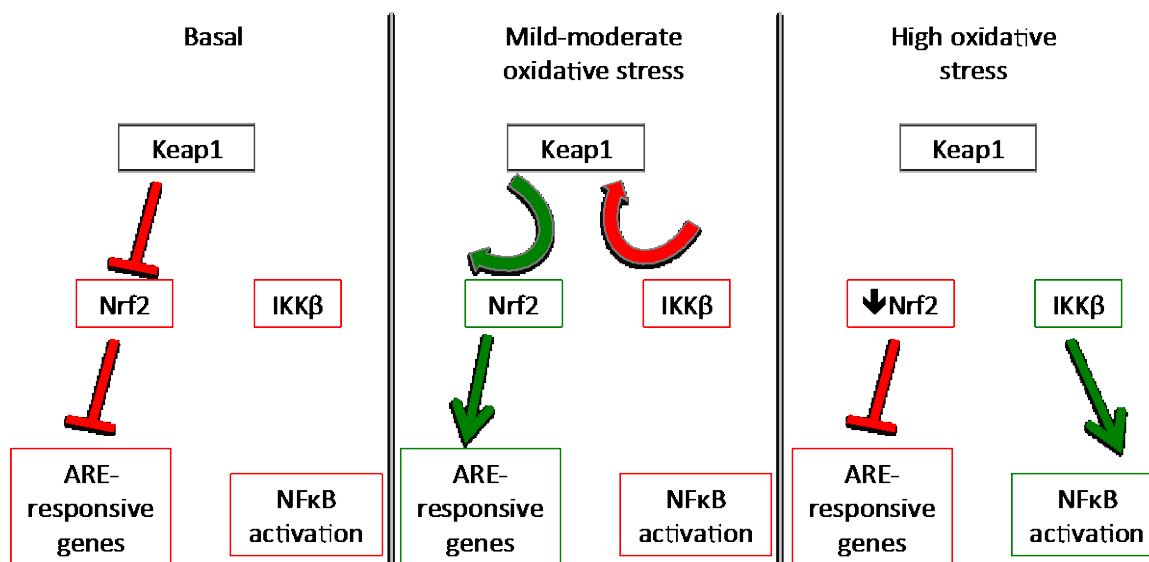 Basal
Keap1
Nrf2
IKKβ
ARE-
responsive
genes
NFκB
activation
Mild-moderate
oxidative stress
Keap1
Nrf2
IKKβ
ARE-
responsive
genes
NFκB
activation
High oxidative
stress
Keap1
🡇Nrf2
IKKβ
ARE-
responsive
genes
NFκB
activation